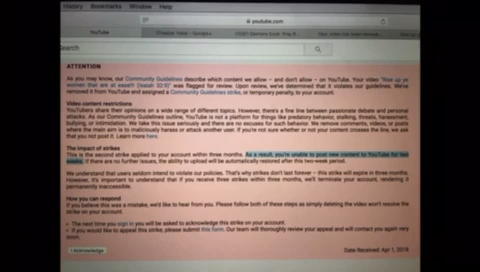 History Bookmarks Window Help
youtube.com
YouTube
Search
ATTENTION
As you may know, our Community Guidelines describe which content we allow – and don't allow – on YouTube. Your video "Rise up ye
women that are at ease!! (Isaiah 32:9)" was flagged for review. Upon review, we've determined that it violates our guidelines. We've
removed it from YouTube and assigned a Community Guidelines strike, or temporary penalty, to your account.
Video content restrictions
YouTubers share their opinions on a wide range of different topics. However, there's a fine line between passionate debate and personal
attacks. As our Community Guidelines outline, YouTube is not a platform for things like predatory behavior, stalking, threats, harassment,
bullying, or intimidation. We take this issue seriously and there are no excuses for such behavior. We remove comments, videos, or posts
where the main aim is to maliciously harass or attack another user. If you're not sure whether or not your content crosses the line, we ask
that you not post it. Learn more here.
The impact of strikes
This is the second strike applied to your account within three months. As a result, you're unable to post new content to YouTube for two
weeks. If there are no further issues, the ability to upload will be automatically restored after this two-week period.
We understand that users seldom intend to violate our policies. That's why strikes don't last forever – this strike will expire in three months.
However, it's important to understand that if you receive three strikes within three months, we'll terminate your account, rendering it
permanently inaccessible.
How you can respond
If you believe this was a mistake, we'd like to hear from you. Please follow both of these steps as simply deleting the video won't resolve the
strike on your account.
• The next time you sign in you will be asked to acknowledge this strike on your account.
• If you would like to appeal this strike, please submit this form. Our team will thoroughly review your appeal and will contact you again very
soon.
I Acknowledge
Date Received: Apr 1, 2018